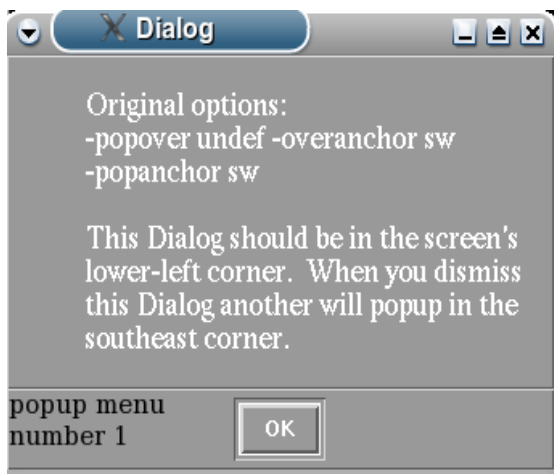 Dialog
Original options:
-popover undef -overanchor sw
-popanchor sw
This Dialog should be in the screen's
lower-left corner.  When you dismiss
this Dialog another will popup in the
southeast corner.
popup menu
number 1
OK